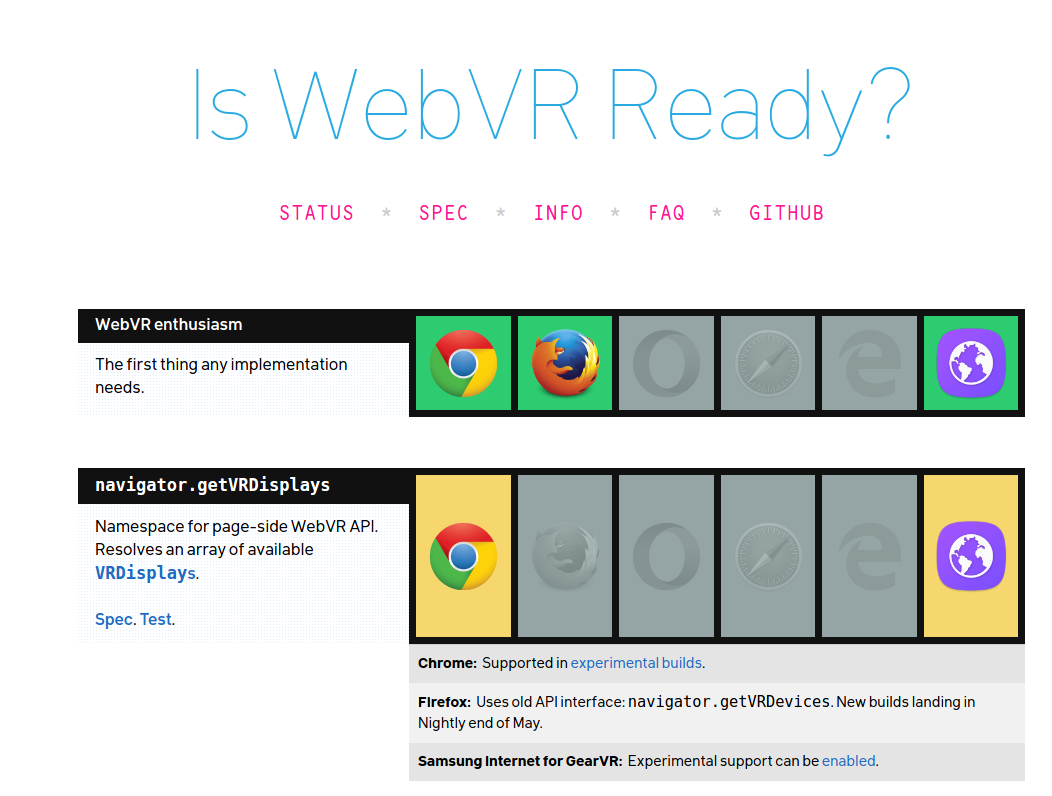 Is WebVR Ready?
STATUS * SPEC * INFO * FAQ * GITHUB
WebVR enthusiasm
The first thing any implementation
needs.
navigator.getVRDisplays
Namespace for page-side WebVR API.
Resolves an array of available
VRDisplays.
Spec. Test.
Chrome: Supported in experimental builds.
Firefox: Uses old API interface: navigator.getVRDevices. New builds landing in
Nightly end of May.
Samsung Internet for GearVR: Experimental support can be enabled.